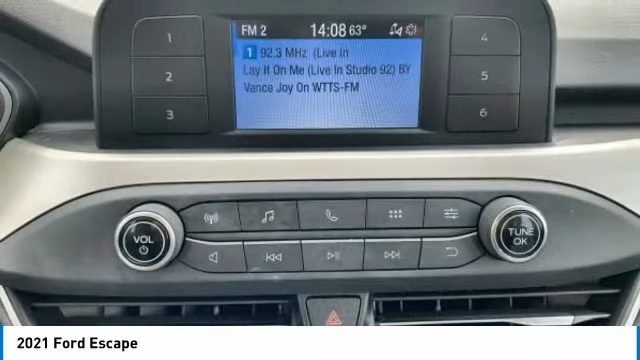 FM 2 14:08 63°
1 92.3 MHz (Live in
Lay It On Me (Live In Studio 92) BY
Vance Joy On WTTS-FM
1
2
3
4
5
6
VOL
TUNE
OK
2021 Ford Escape